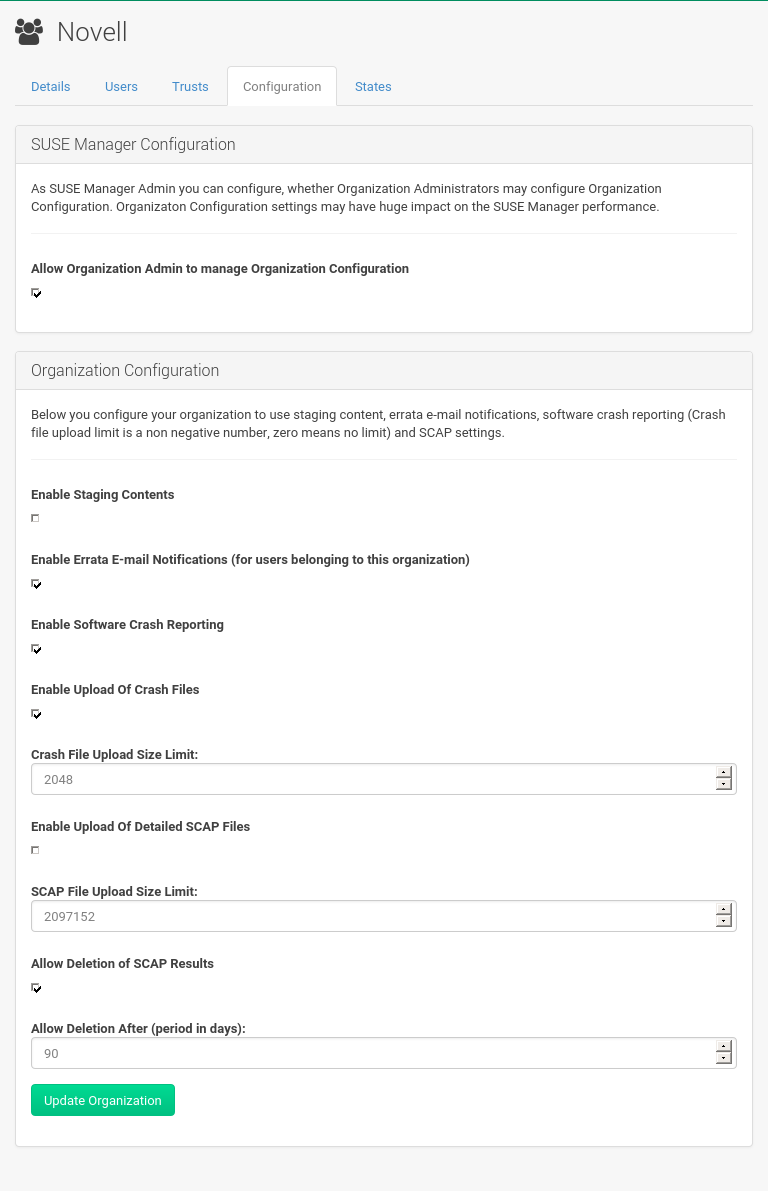 Novell
Details Users Trusts Configuration States
SUSE Manager Configuration
As SUSE Manager Admin you can configure, whether Organization Administrators may configure Organization
Configuration. Organizaton Configuration settings may have huge impact on the SUSE Manager performance.
Allow Organization Admin to manage Organization Configuration
Organization Configuration
Below you configure your organization to use staging content, errata e-mail notifications, software crash reporting (Crash
file upload limit is a non negative number, zero means no limit) and SCAP settings.
Enable Staging Contents
Enable Errata E-mail Notifications (for users belonging to this organization)
Enable Software Crash Reporting
Enable Upload Of Crash Files
Crash File Upload Size Limit:
2048
Enable Upload Of Detailed SCAP Files
SCAP File Upload Size Limit:
2097152
Allow Deletion of SCAP Results
Allow Deletion After (period in days):
90
Update Organization